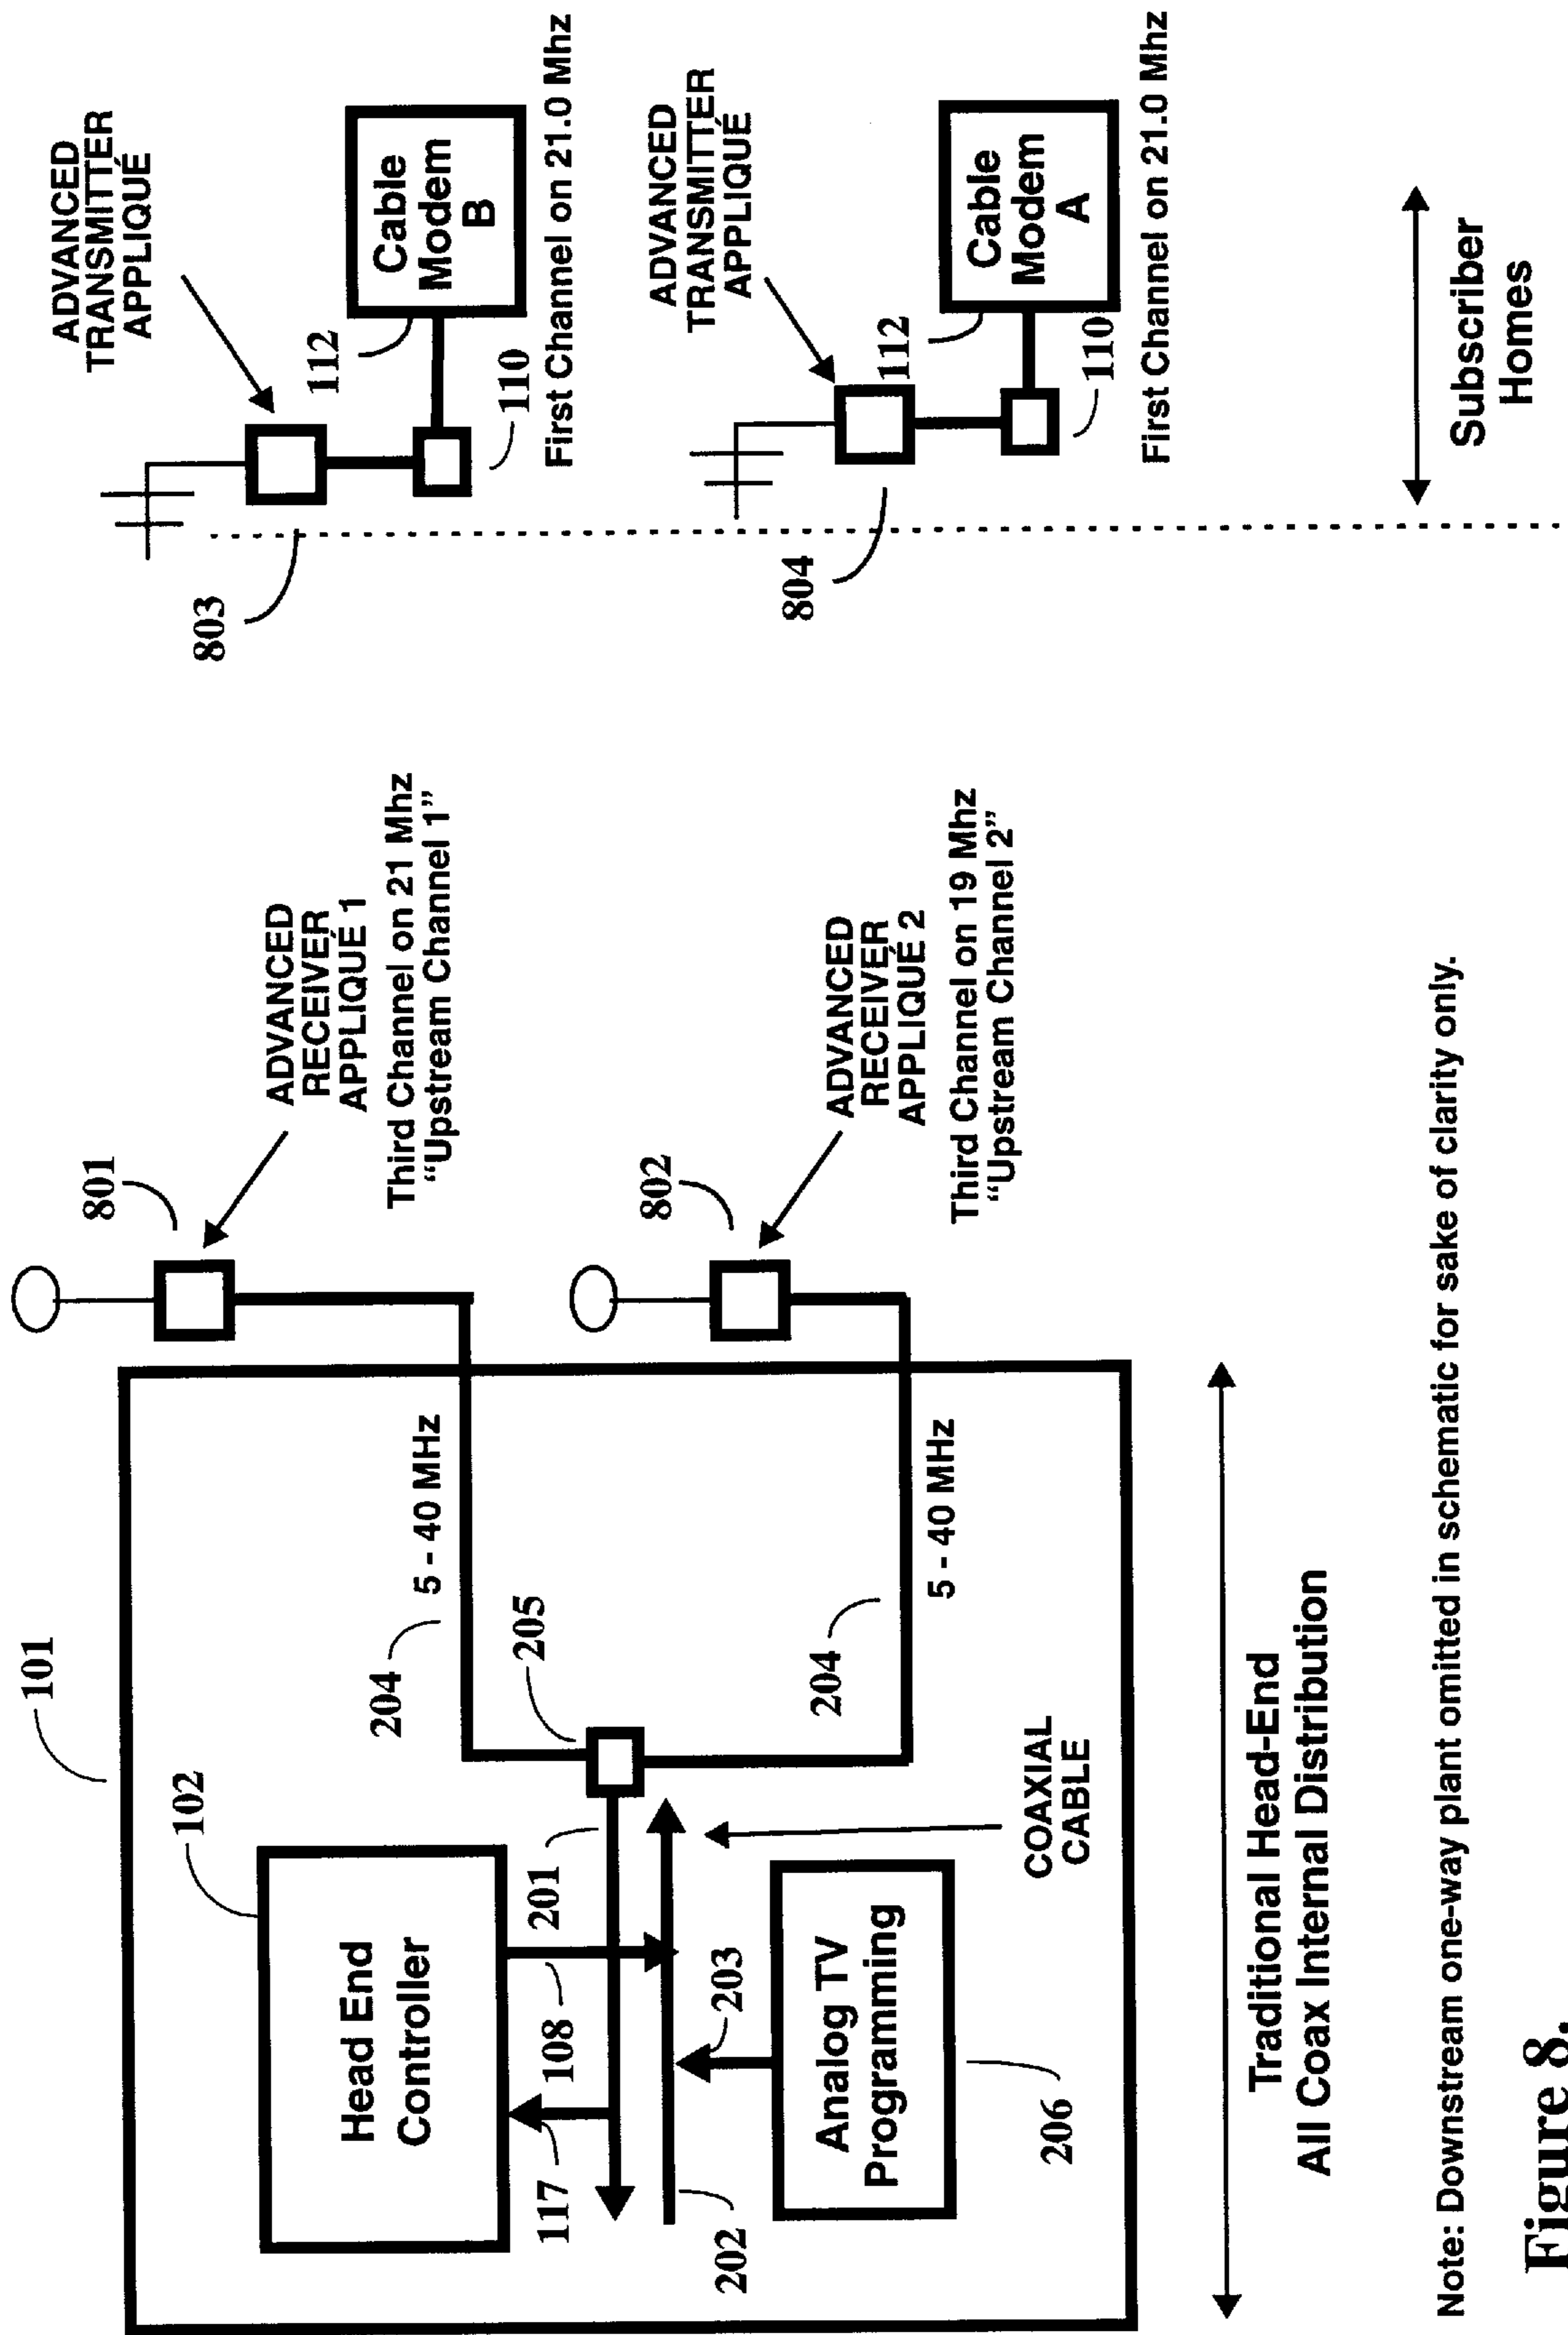 101
102
Head End
Controller
117
108
201
205
202
203
Analog TV
Programming
206
COAXIAL
CABLE
204
5 - 40 MHz
204
5 - 40 MHz
801
ADVANCED
RECEIVER
APPLIQUÉ 1
Third Channel on 21 Mhz
“Upstream Channel 1”
802
ADVANCED
RECEIVER
APPLIQUÉ 2
Third Channel on 19 Mhz
“Upstream Channel 2”
803
ADVANCED
TRANSMITTER
APPLIQUÉ
112
Cable
Modem
B
110
First Channel on 21.0 Mhz
804
ADVANCED
TRANSMITTER
APPLIQUÉ
112
Cable
Modem
A
110
First Channel on 21.0 Mhz
Traditional Head-End
All Coax Internal Distribution
Subscriber
Homes
Note: Downstream one-way plant omitted in schematic for sake of clarity only.
Figure 8.